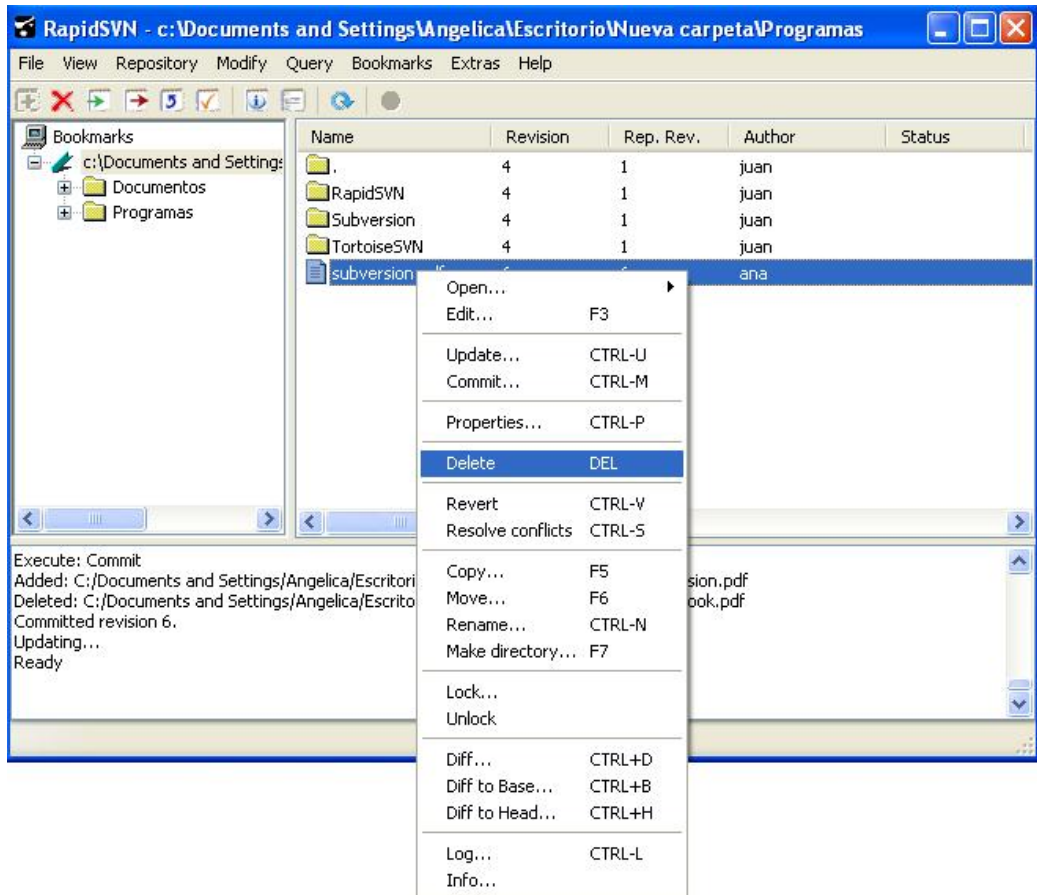 RapidSVN - c:\Documents and Settings\Angelica\Escritorio\Nueva carpeta\Programas
File View Repository Modify Query Bookmarks Extras Help
Bookmarks
c:\Documents and Settings
Documentos
Programas
Name Revision Rep. Rev. Author Status
. 4 1 juan
RapidSVN 4 1 juan
Subversion 4 1 juan
TortoiseSVN 4 1 juan
subversion ana
Open...
Edit... F3
Update... CTRL-U
Commit... CTRL-M
Properties... CTRL-P
Delete DEL
Revert CTRL-V
Resolve conflicts CTRL-S
Copy... F5
Move... F6
Rename... CTRL-N
Make directory... F7
Lock...
Unlock
Diff... CTRL+D
Diff to Base... CTRL+B
Diff to Head... CTRL+H
Log... CTRL-L
Info...
Execute: Commit
Added: C:/Documents and Settings/Angelica/Escritori sion.pdf
Deleted: C:/Documents and Settings/Angelica/Escrito ook.pdf
Committed revision 6.
Updating...
Ready